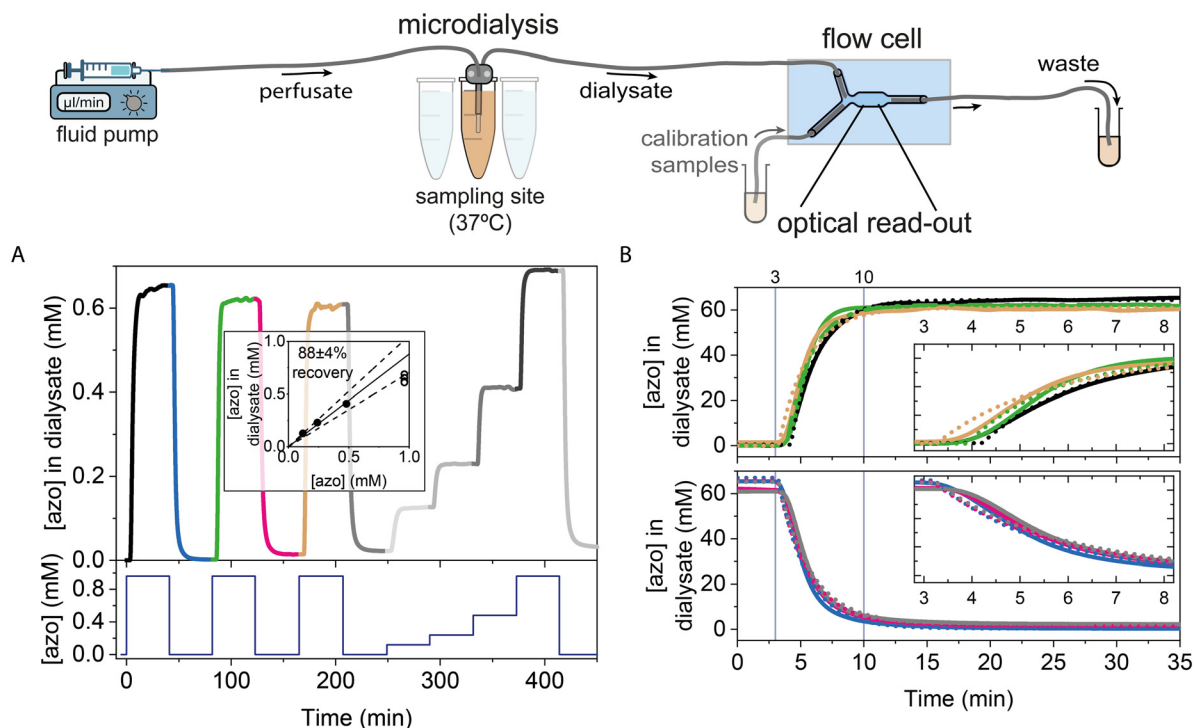 microdialysis
flow cell
waste
µl/min
perfusate
dialysate
fluid pump
calibration
samples
sampling site
(37ºC)
optical read-out
A
[azo] in dialysate (mM)
0.6
0.4
0.2
0.0
88±4%
recovery
[azo] in
dialysate (mM)
1.0
0.5
0.0
0.0 0.5 1.0
[azo] (mM)
[azo] (mM)
0.8
0.4
0.0
0 100 200 300 400
Time (min)
B
3 10
[azo] in
dialysate (mM)
60
40
20
0
3 4 5 6 7 8
[azo] in
dialysate (mM)
60
40
20
0
3 4 5 6 7 8
0 5 10 15 20 25 30 35
Time (min)